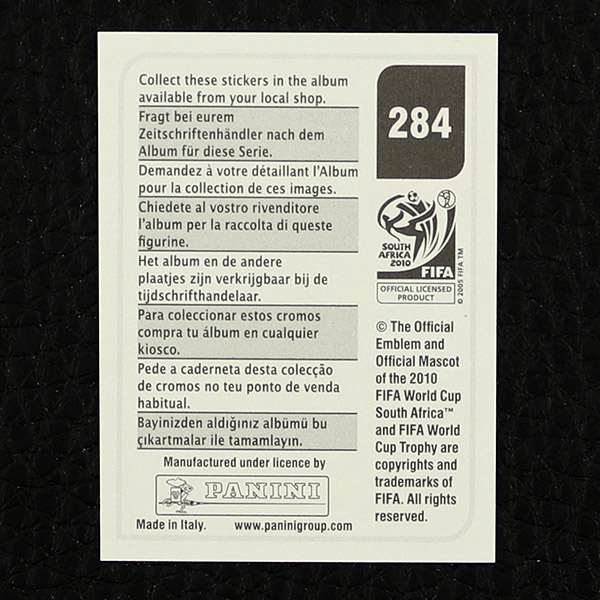 Collect these stickers in the album
available from your local shop.
Fragt bei eurem
Zeitschriftenhändler nach dem
Album für diese Serie.
Demandez à votre détaillant l'Album
pour la collection de ces images.
Chiedete al vostro rivenditore
l'album per la raccolta di queste
figurine.
Het album en de andere
plaatjes zijn verkrijgbaar bij de
tijdschrifthandelaar.
Para coleccionar estos cromos
compra tu álbum en cualquier
kiosco.
Pede a caderneta desta colecção
de cromos no teu ponto de venda
habitual.
Bayinizden aldığınız albümü bu
çıkartmalar ile tamamlayın.
Manufactured under licence by
PANINI
Made in Italy. www.paninigroup.com
284
SOUTH
AFRICA
2010
FIFA
© 2005 FIFA TM
OFFICIAL LICENSED
PRODUCT
© The Official
Emblem and
Official Mascot
of the 2010
FIFA World Cup
South Africa™
and FIFA World
Cup Trophy are
copyrights and
trademarks of
FIFA. All rights
reserved.